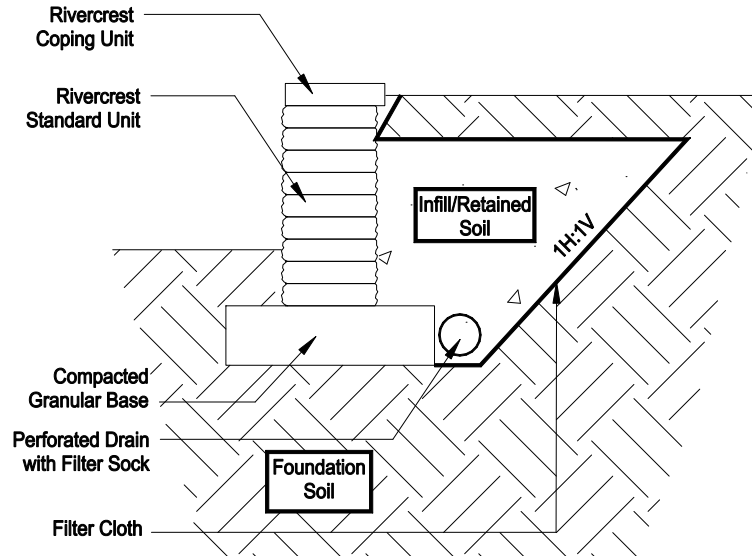 Rivercrest
Coping Unit
Rivercrest
Standard Unit
Infill/Retained
Soil
1H:1V
Compacted
Granular Base
Perforated Drain
with Filter Sock
Foundation
Soil
Filter Cloth